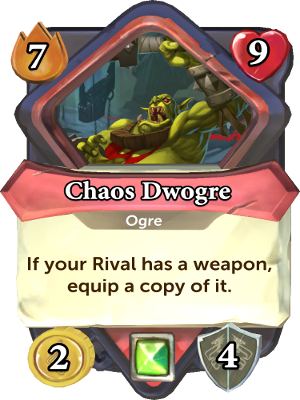 7
9
Chaos Dwogre
Ogre
If your Rival has a weapon,
equip a copy of it.
2
4